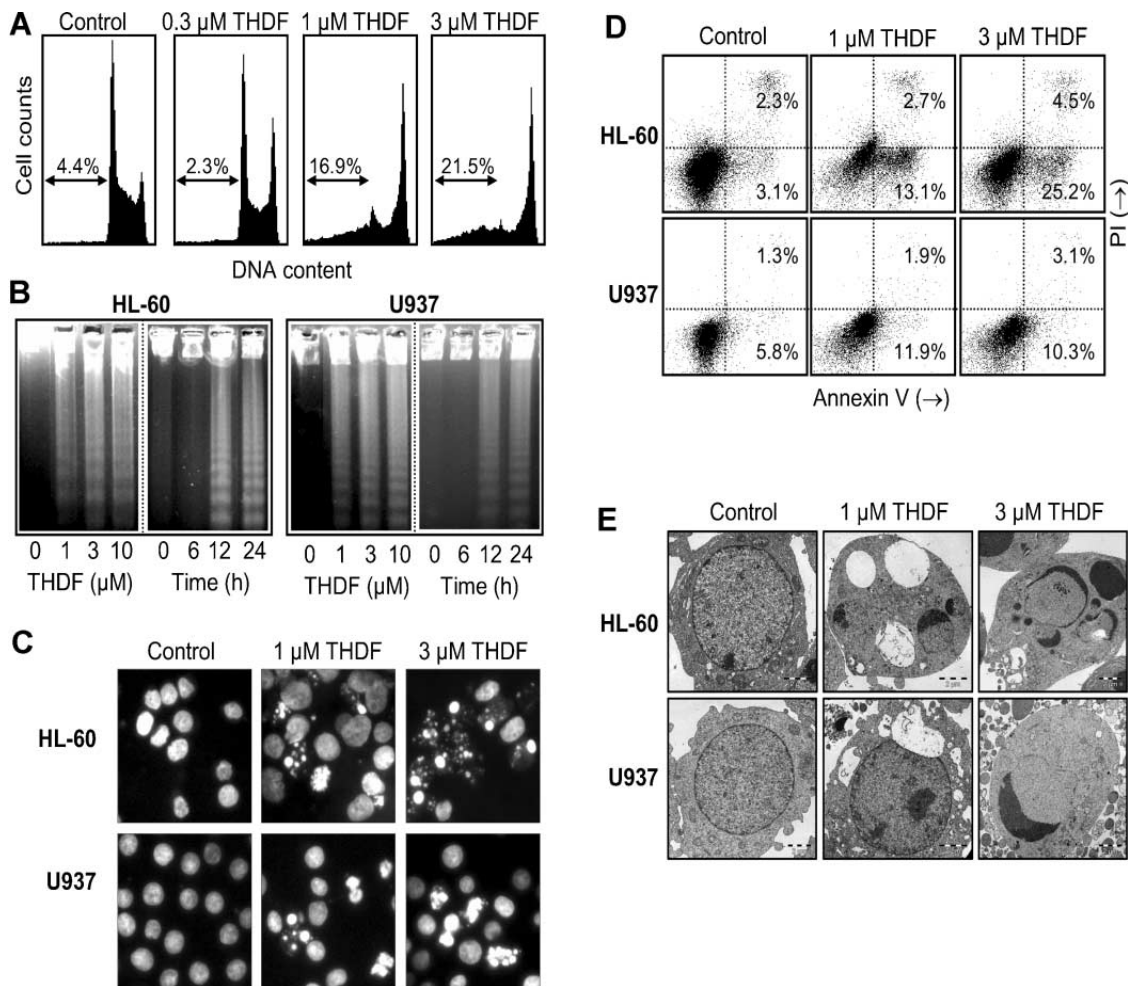 A
Control
0.3 µM THDF
1 µM THDF
3 µM THDF
Cell counts
4.4%
2.3%
16.9%
21.5%
DNA content
B
HL-60
U937
0 1 3 10 0 6 12 24 0 1 3 10 0 6 12 24
THDF (µM) Time (h) THDF (µM) Time (h)
C
Control 1 µM THDF 3 µM THDF
HL-60
U937
D
Control 1 µM THDF 3 µM THDF
HL-60
2.3% 2.7% 4.5%
3.1% 13.1% 25.2%
U937
1.3% 1.9% 3.1%
5.8% 11.9% 10.3%
PI (→)
Annexin V (→)
E
Control 1 µM THDF 3 µM THDF
HL-60
2 µm
U937